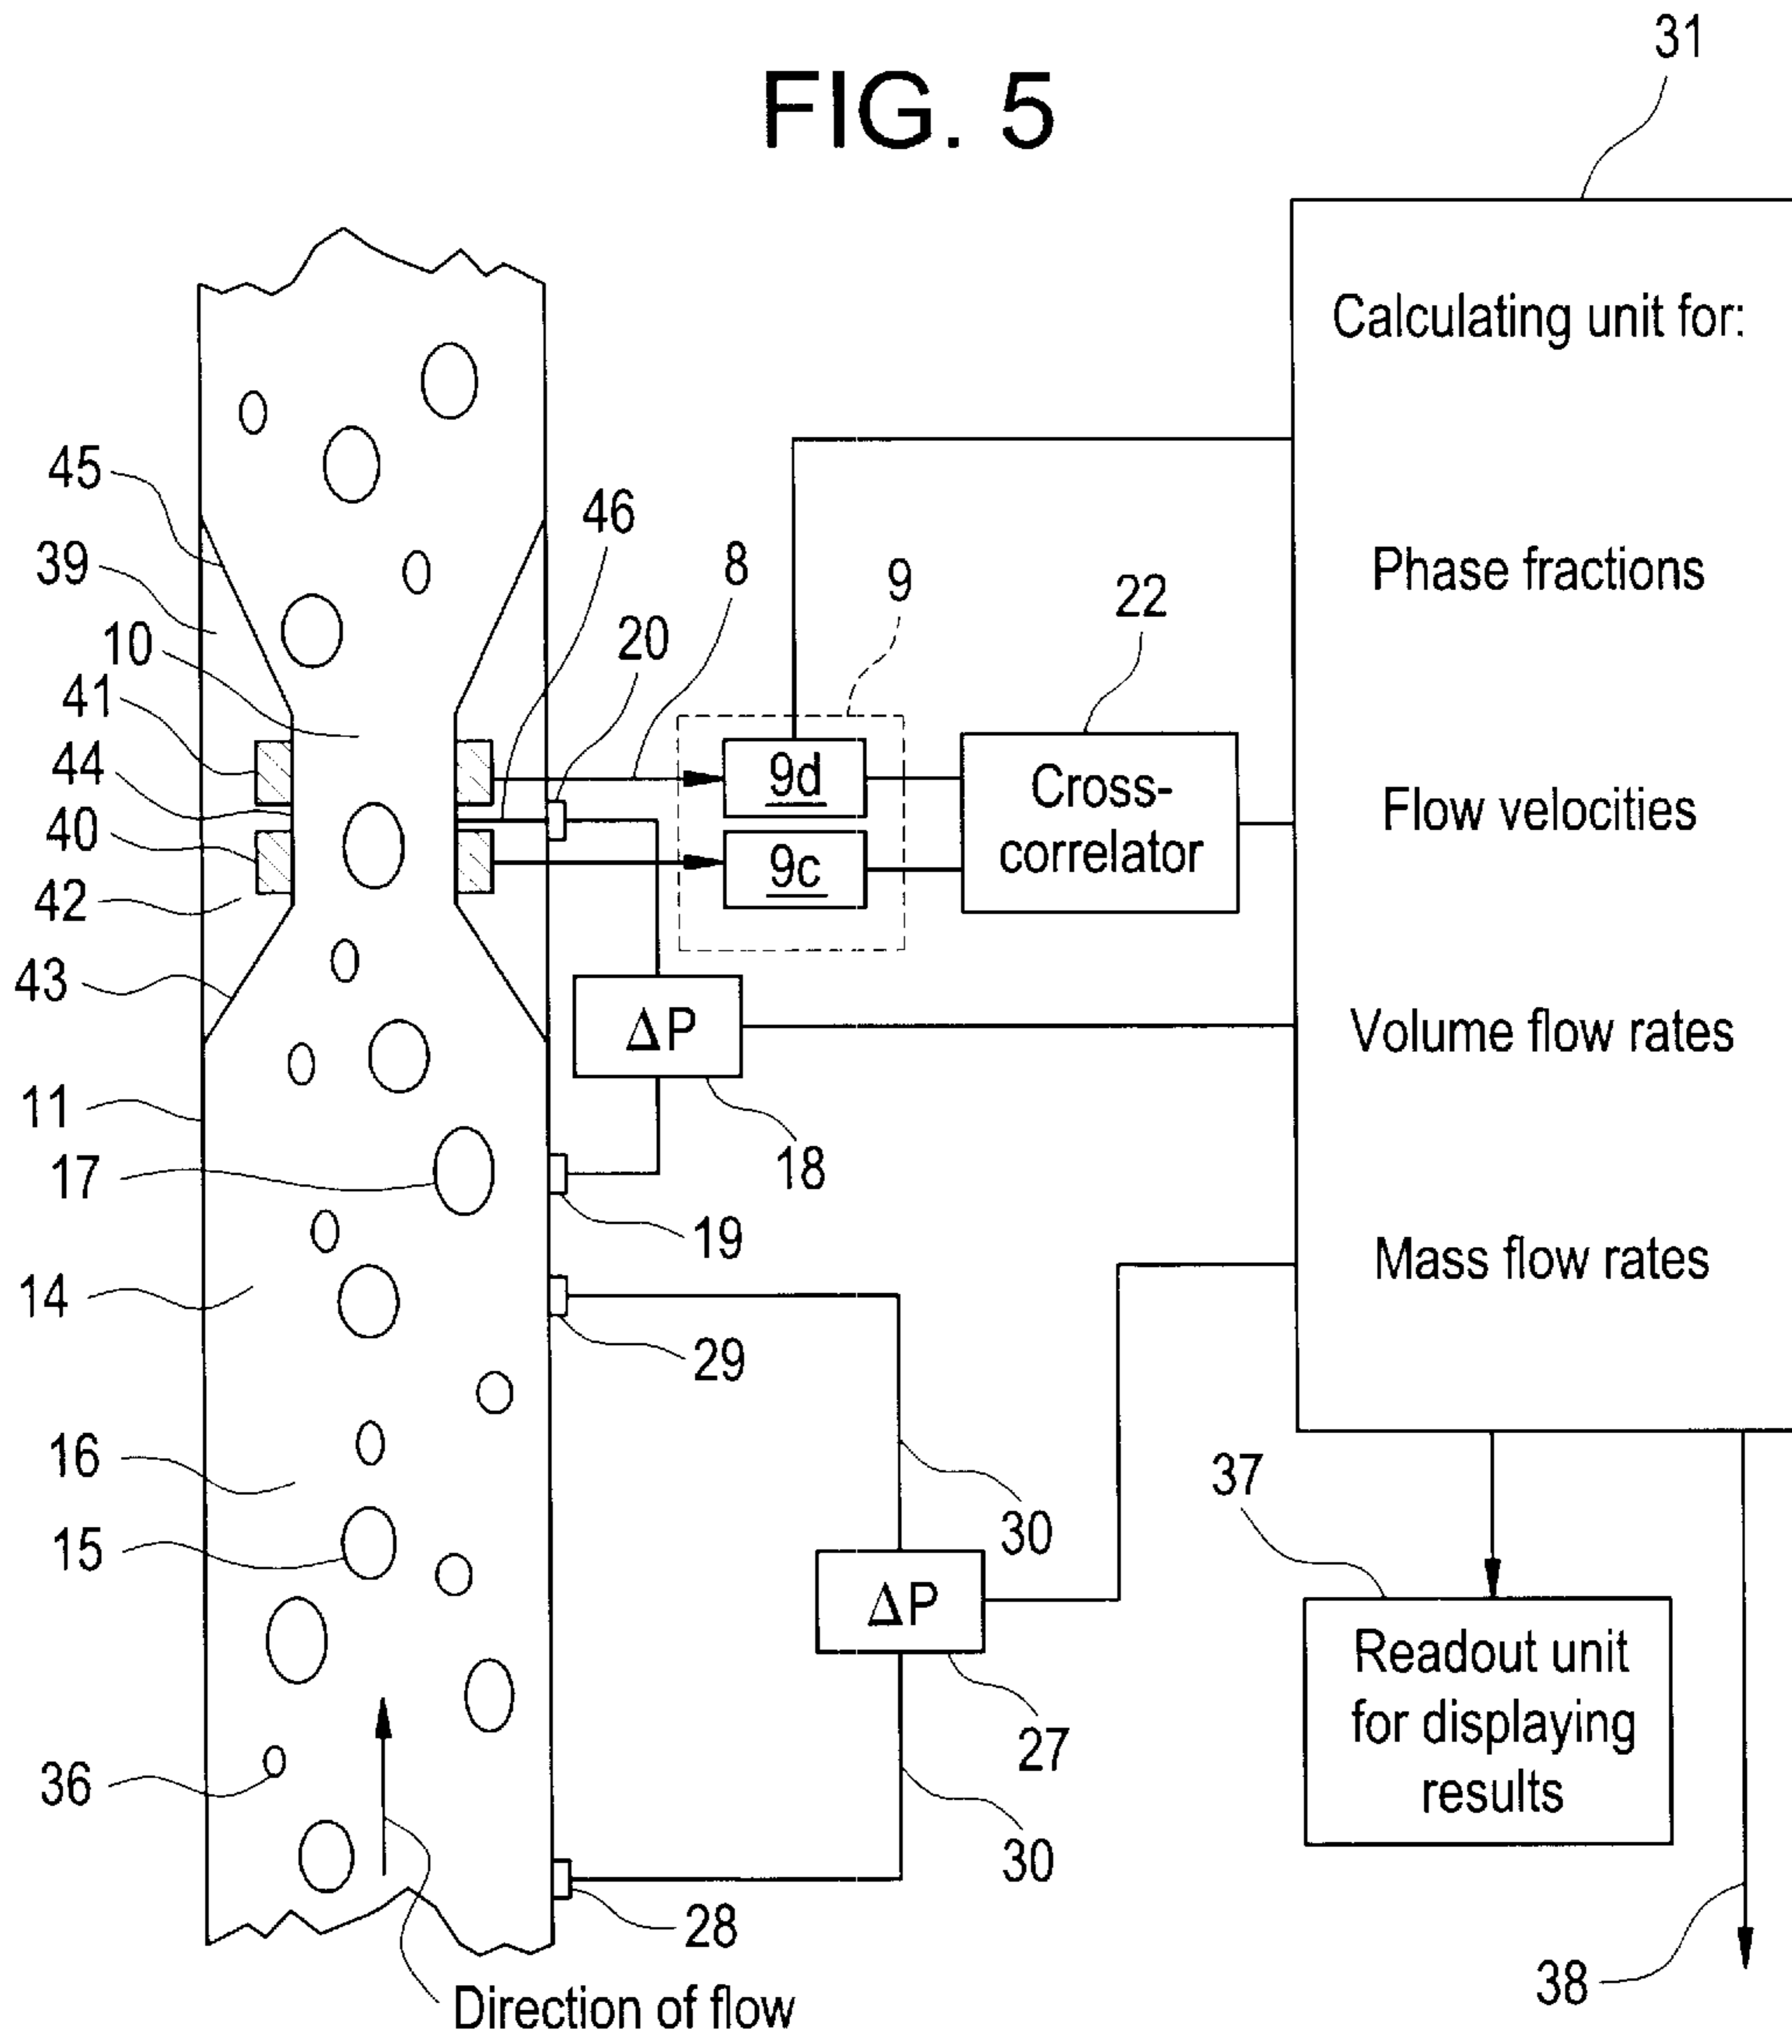 31
FIG. 5
Calculating unit for:
45
46
39
8
9
22
Phase fractions
10
20
41
44
9d
Cross-
correlator
Flow velocities
40
9c
42
43
ΔP
Volume flow rates
11
17
18
19
14
Mass flow rates
29
16
37
30
15
ΔP
Readout unit
for displaying
results
27
36
30
28
38
Direction of flow